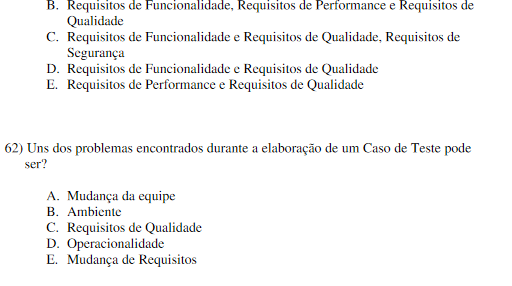 B. Requisitos de Funcionalidade, Requisitos de Performance e Requisitos de
Qualidade
C. Requisitos de Funcionalidade e Requisitos de Qualidade, Requisitos de
Segurança
D. Requisitos de Funcionalidade e Requisitos de Qualidade
E. Requisitos de Performance e Requisitos de Qualidade
62) Uns dos problemas encontrados durante a elaboração de um Caso de Teste pode
ser?
A. Mudança da equipe
B. Ambiente
C. Requisitos de Qualidade
D. Operacionalidade
E. Mudança de Requisitos